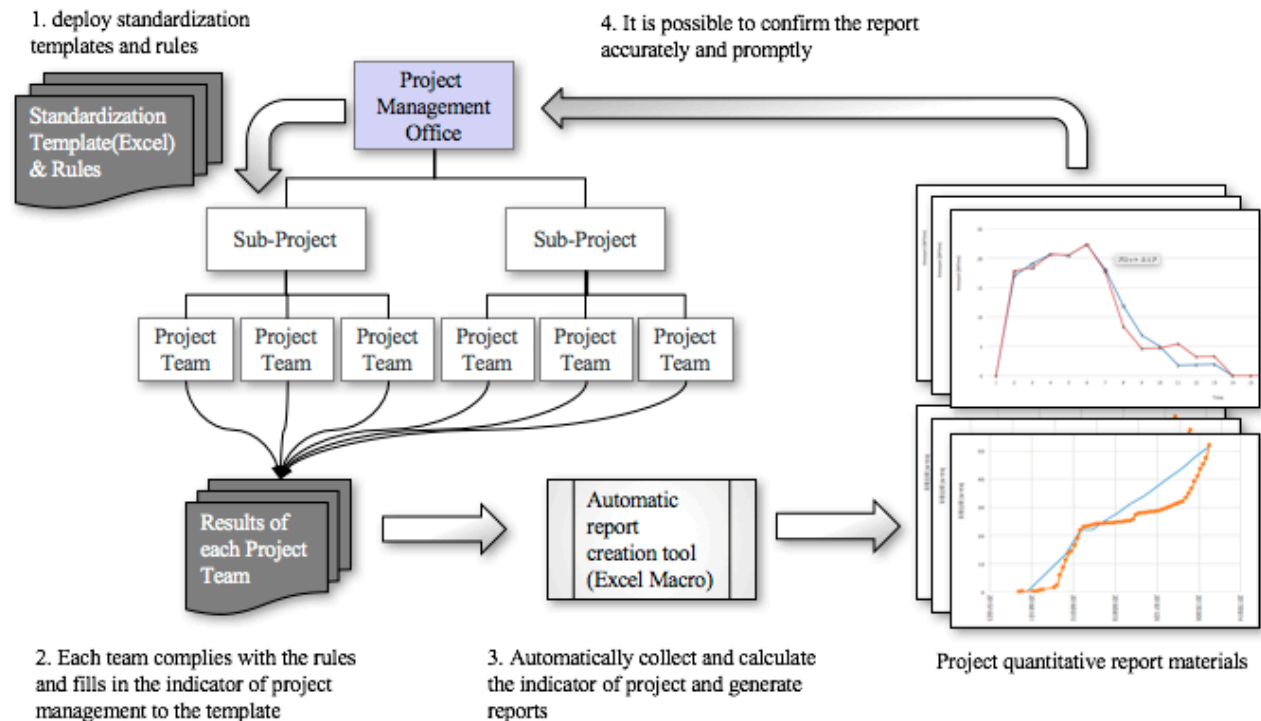 1. deploy standardization
templates and rules
4. It is possible to confirm the report
accurately and promptly
Project
Management
Office
Standardization
Template(Excel)
& Rules
Sub-Project
Sub-Project
Project
Team
Project
Team
Project
Team
Project
Team
Project
Team
Project
Team
Results of
each Project
Team
Automatic
report
creation tool
(Excel Macro)
2. Each team complies with the rules
and fills in the indicator of project
management to the template
3. Automatically collect and calculate
the indicator of project and generate
reports
Project quantitative report materials